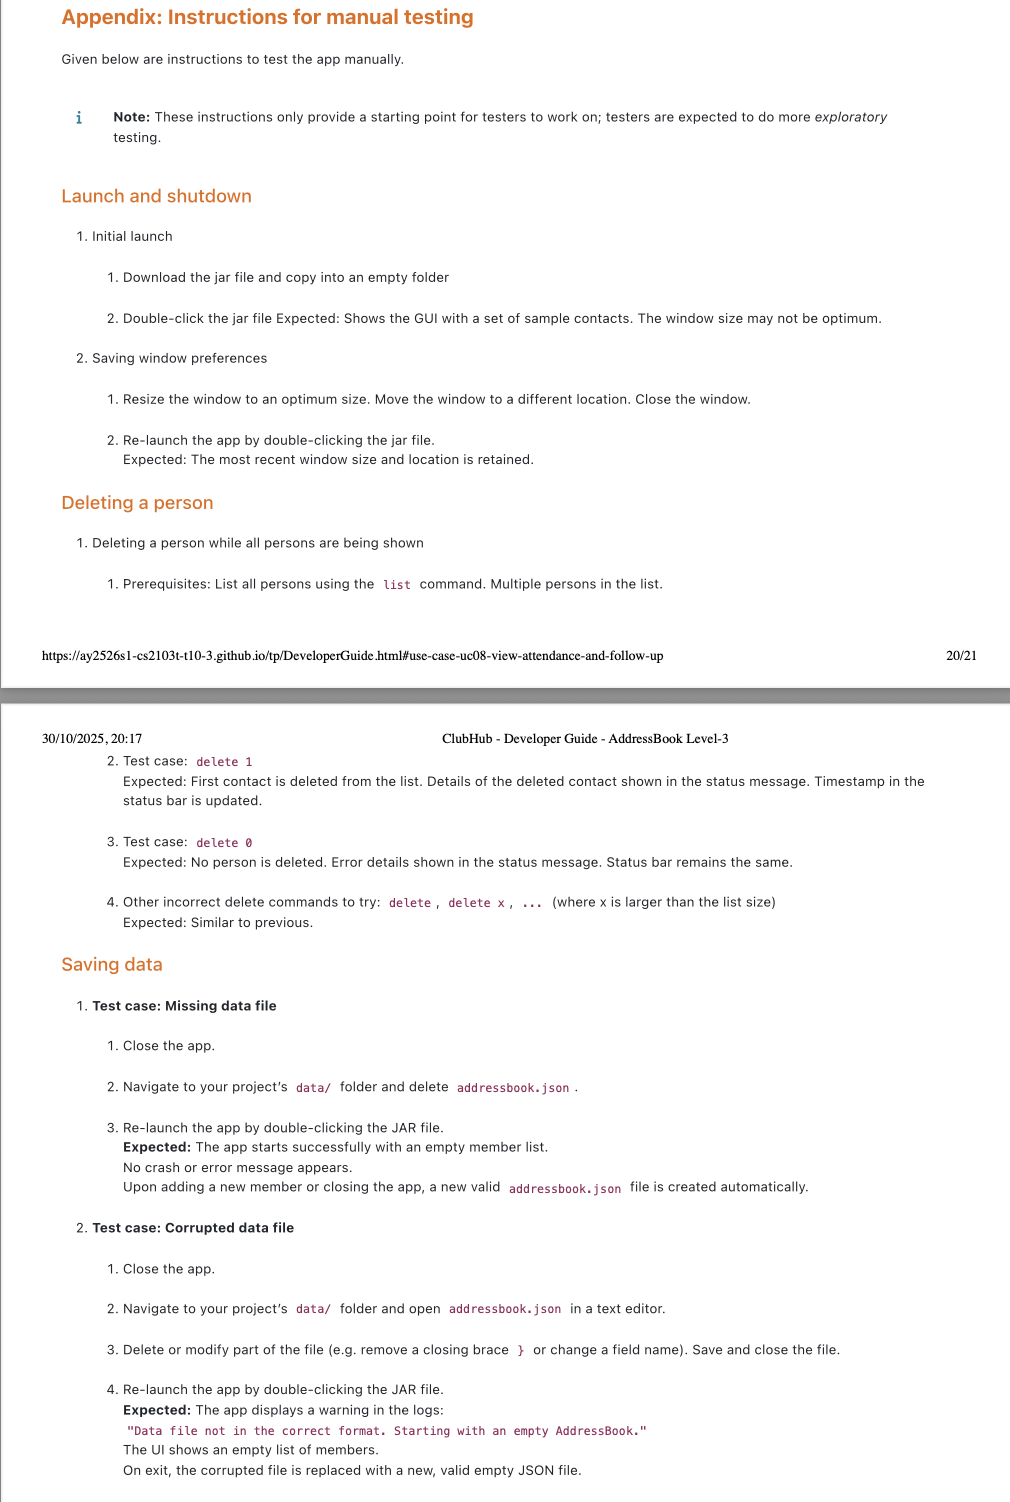 Appendix: Instructions for manual testing
Given below are instructions to test the app manually.
i Note: These instructions only provide a starting point for testers to work on; testers are expected to do more exploratory
testing.
Launch and shutdown
1. Initial launch
1. Download the jar file and copy into an empty folder
2. Double-click the jar file Expected: Shows the GUI with a set of sample contacts. The window size may not be optimum.
2. Saving window preferences
1. Resize the window to an optimum size. Move the window to a different location. Close the window.
2. Re-launch the app by double-clicking the jar file.
Expected: The most recent window size and location is retained.
Deleting a person
1. Deleting a person while all persons are being shown
1. Prerequisites: List all persons using the list command. Multiple persons in the list.
https://ay2526s1-cs2103t-t10-3.github.io/tp/DeveloperGuide.html#use-case-uc08-view-attendance-and-follow-up 20/21
30/10/2025, 20:17 ClubHub - Developer Guide - AddressBook Level-3
2. Test case: delete 1
Expected: First contact is deleted from the list. Details of the deleted contact shown in the status message. Timestamp in the
status bar is updated.
3. Test case: delete 0
Expected: No person is deleted. Error details shown in the status message. Status bar remains the same.
4. Other incorrect delete commands to try: delete , delete x , ... (where x is larger than the list size)
Expected: Similar to previous.
Saving data
1. Test case: Missing data file
1. Close the app.
2. Navigate to your project's data/ folder and delete addressbook.json .
3. Re-launch the app by double-clicking the JAR file.
Expected: The app starts successfully with an empty member list.
No crash or error message appears.
Upon adding a new member or closing the app, a new valid addressbook.json file is created automatically.
2. Test case: Corrupted data file
1. Close the app.
2. Navigate to your project's data/ folder and open addressbook.json in a text editor.
3. Delete or modify part of the file (e.g. remove a closing brace } or change a field name). Save and close the file.
4. Re-launch the app by double-clicking the JAR file.
Expected: The app displays a warning in the logs:
"Data file not in the correct format. Starting with an empty AddressBook."
The UI shows an empty list of members.
On exit, the corrupted file is replaced with a new, valid empty JSON file.